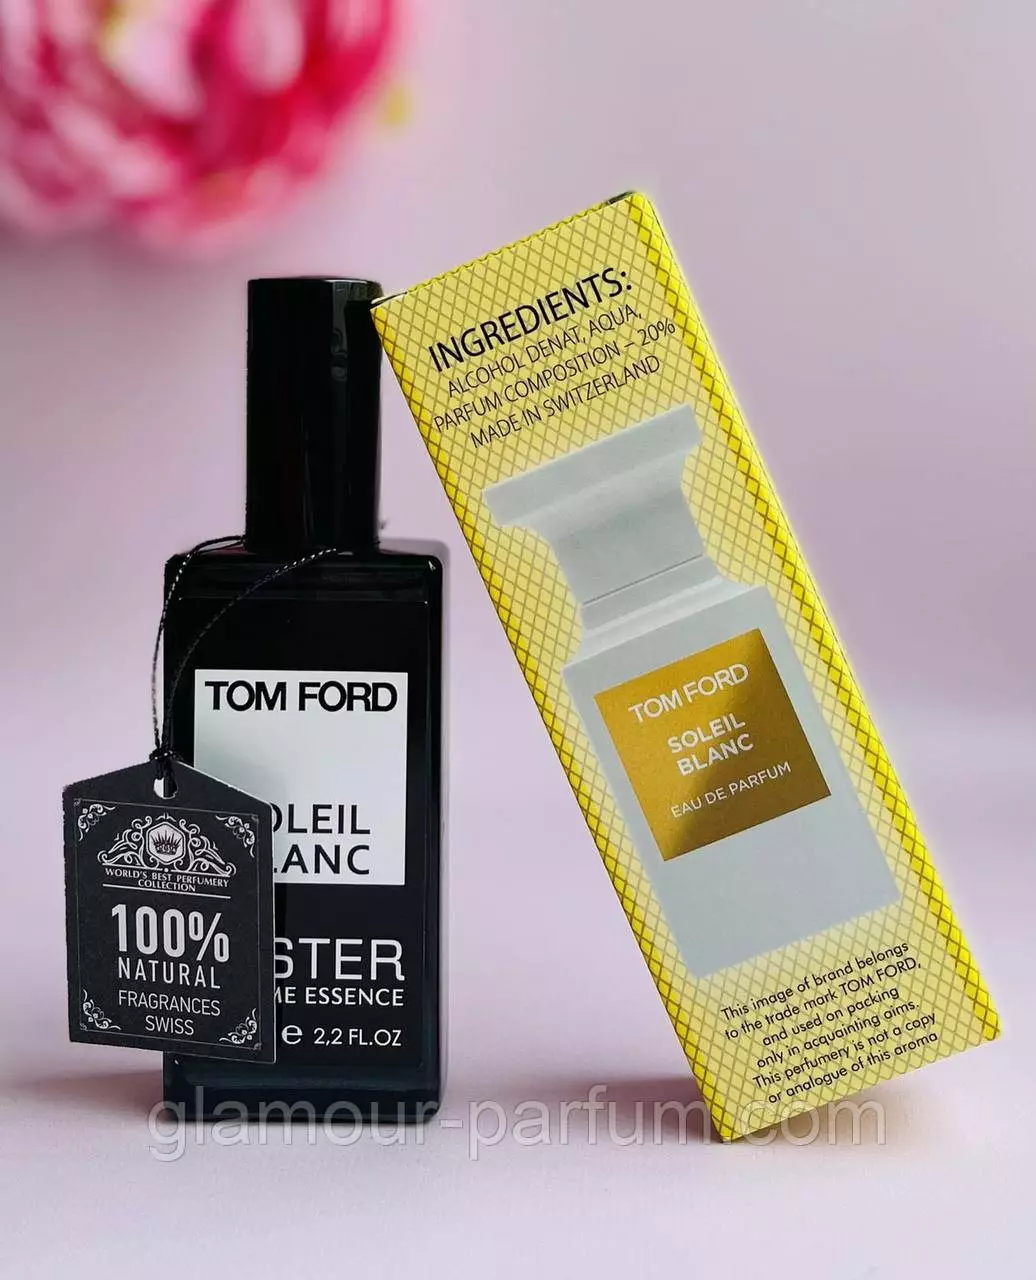 INGREDIENTS:
ALCOHOL DENAT, AQUA,
PARFUM COMPOSITION – 20%
MADE IN SWITZERLAND
TOM FORD
SOLEIL
BLANC
EAU DE PARFUM
This image of brand belongs
to the trade mark TOM FORD,
and used on packing
only in acquainting aims.
This perfumery is not a copy
or analogue of this aroma
TOM FORD
OLEIL
LANC
STER
ME ESSENCE
e 2,2 FL.OZ
WORLD'S BEST PERFUMERY
COLLECTION
100%
NATURAL
FRAGRANCES
SWISS
glamour-parfum.com